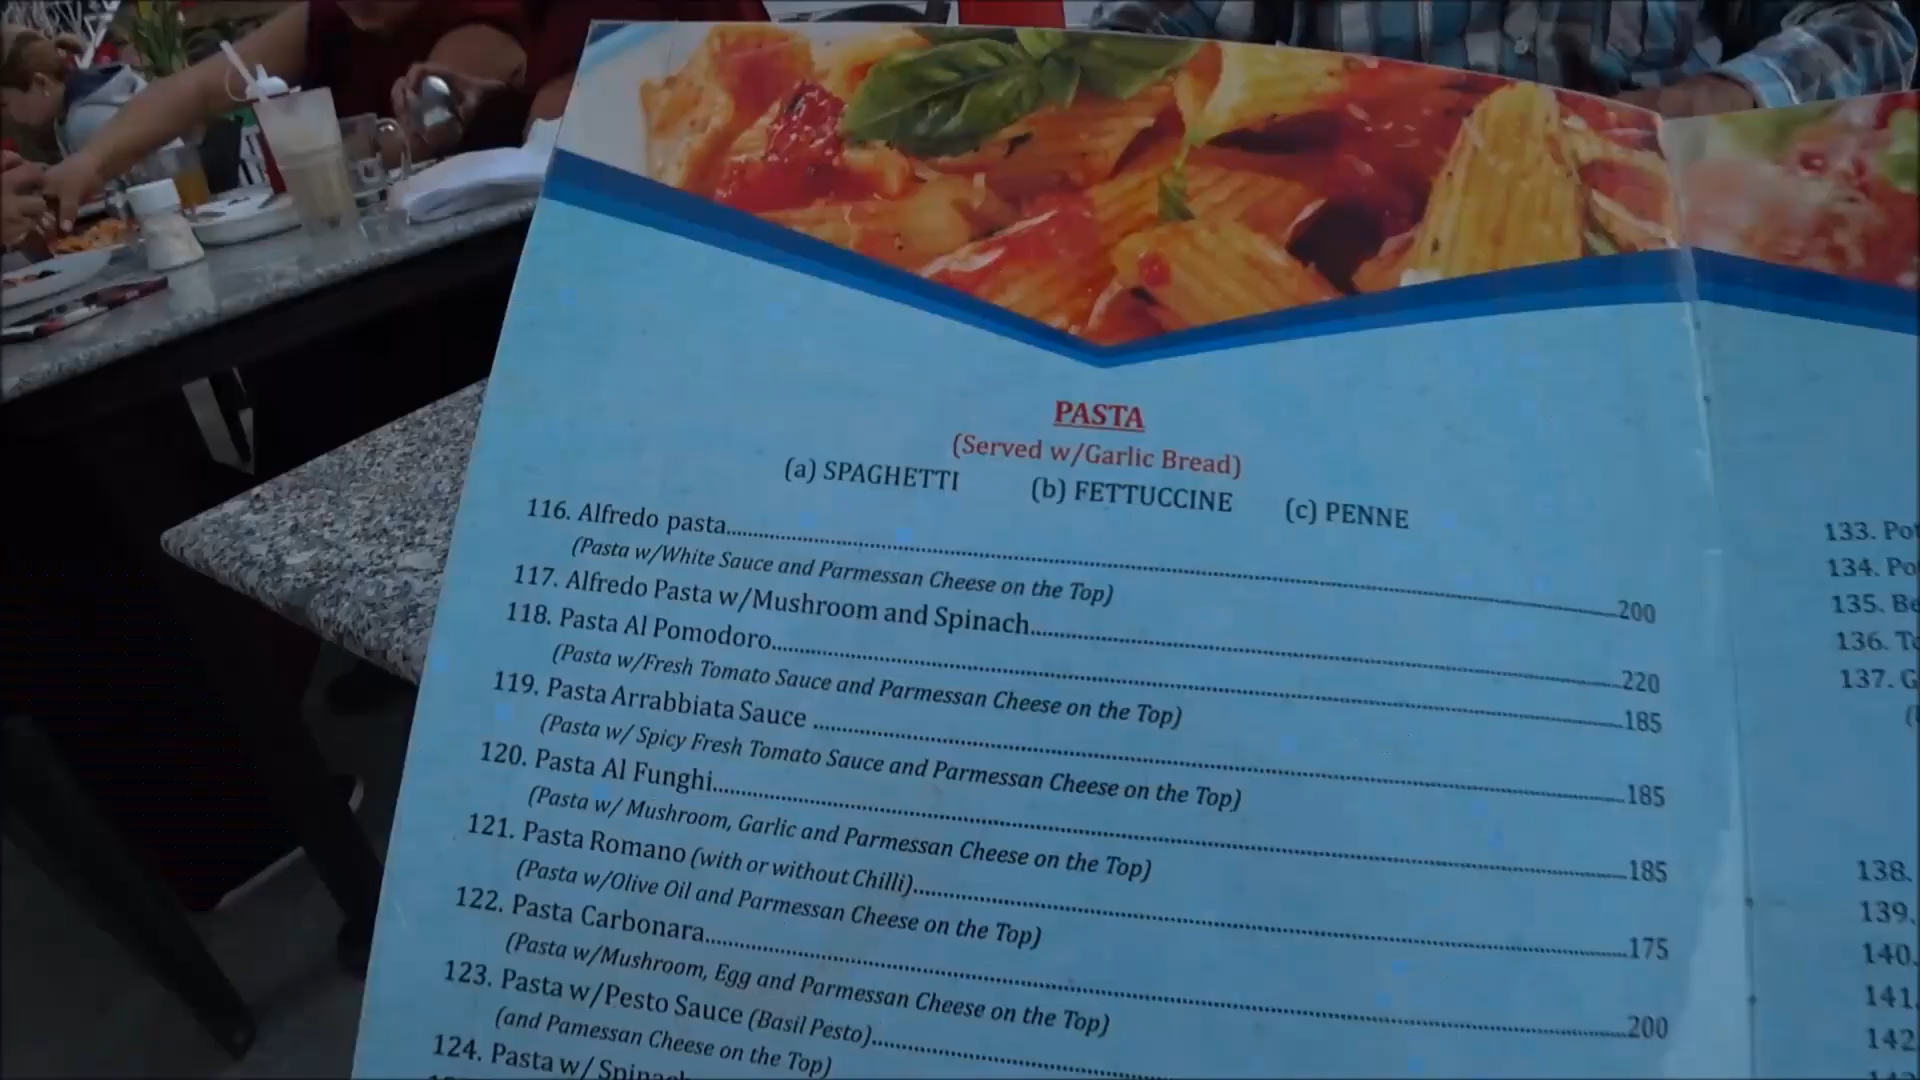 PASTA
(Served w/Garlic Bread)
(a) SPAGHETTI (b) FETTUCCINE (c) PENNE
116. Alfredo pasta 200
(Pasta w/White Sauce and Parmessan Cheese on the Top)
117. Alfredo Pasta w/Mushroom and Spinach 220
118. Pasta Al Pomodoro 185
(Pasta w/Fresh Tomato Sauce and Parmessan Cheese on the Top)
119. Pasta Arrabbiata Sauce 185
(Pasta w/ Spicy Fresh Tomato Sauce and Parmessan Cheese on the Top)
120. Pasta Al Funghi 185
(Pasta w/ Mushroom, Garlic and Parmessan Cheese on the Top)
121. Pasta Romano (with or without Chilli) 175
(Pasta w/Olive Oil and Parmessan Cheese on the Top)
122. Pasta Carbonara 200
(Pasta w/Mushroom, Egg and Parmessan Cheese on the Top)
123. Pasta w/Pesto Sauce (Basil Pesto)
(and Pamessan Cheese on the Top)
124. Pasta w/
133.
134.
135.
136.
137.
138.
139.
140.
141.
142